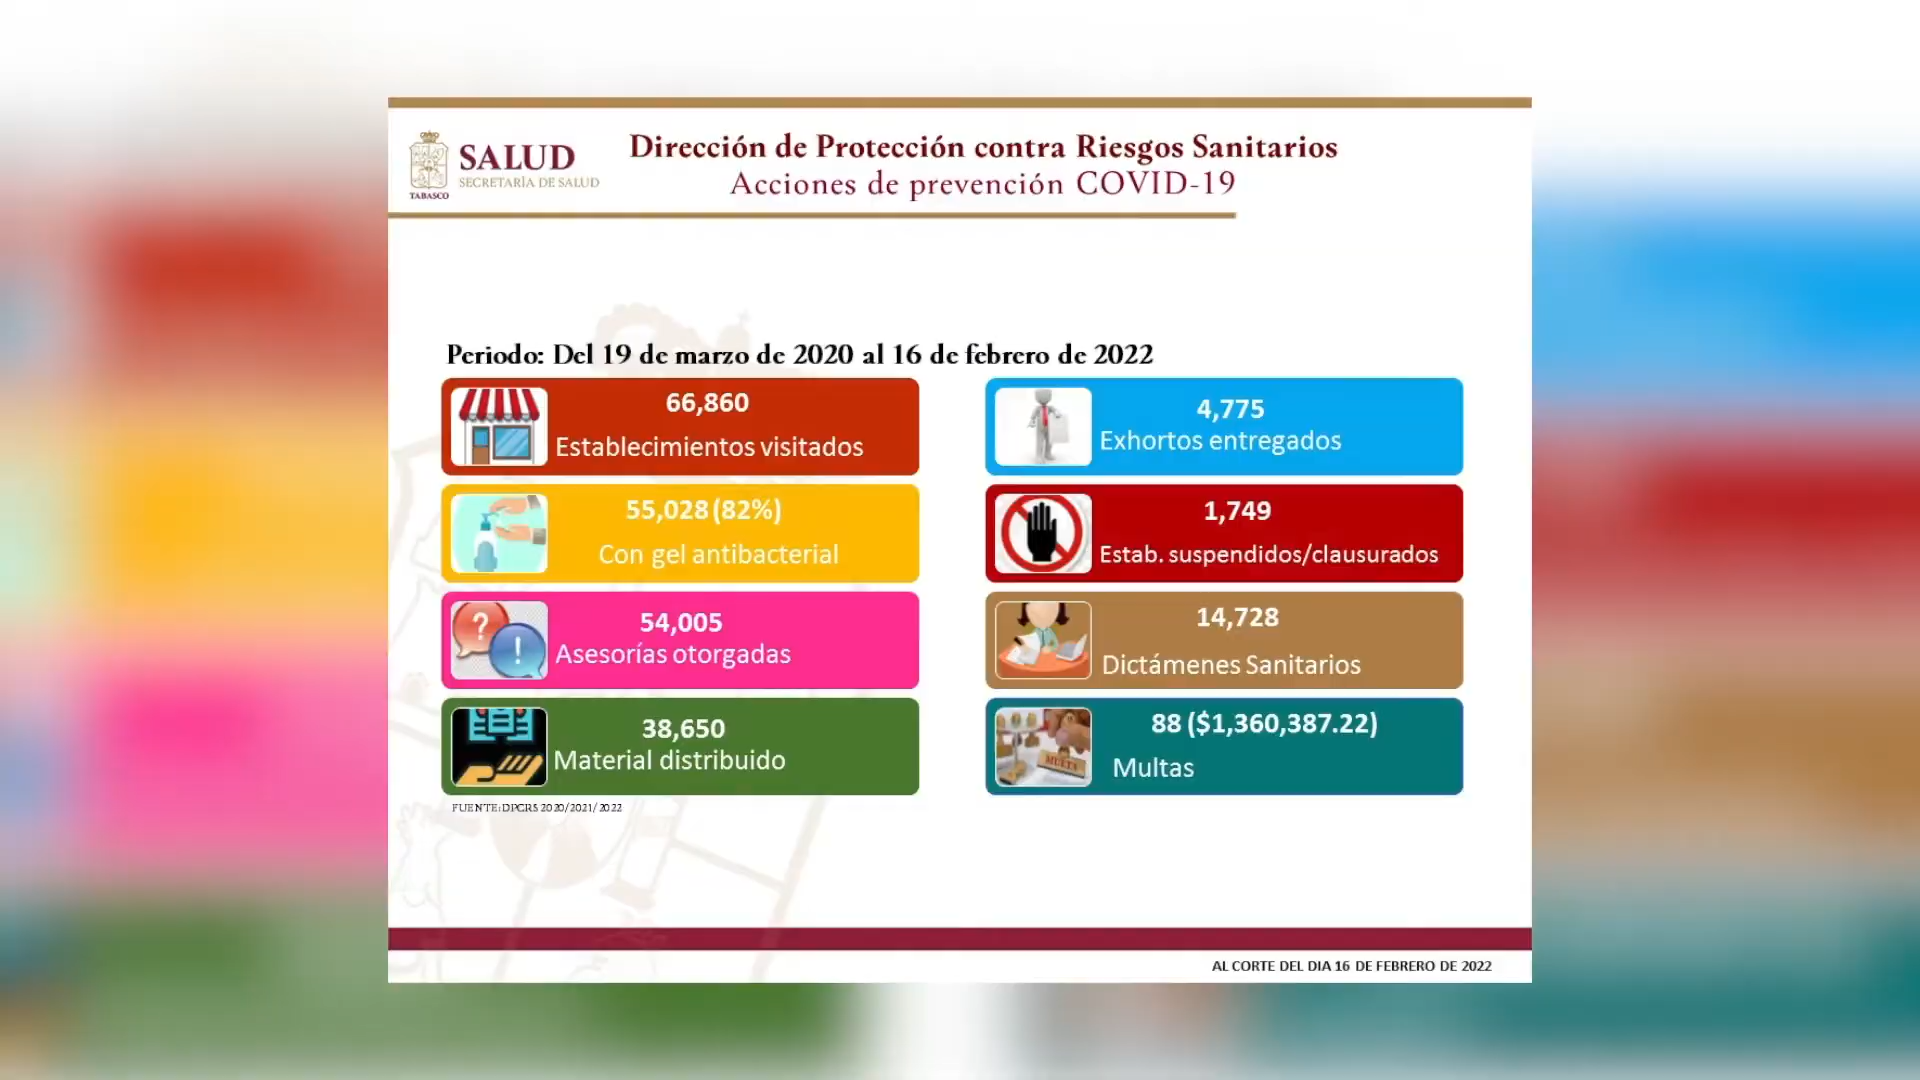 SALUD
SECRETARÍA DE SALUD
TABASCO
Dirección de Protección contra Riesgos Sanitarios
Acciones de prevención COVID-19
Periodo: Del 19 de marzo de 2020 al 16 de febrero de 2022
66,860
Establecimientos visitados
55,028 (82%)
Con gel antibacterial
54,005
Asesorías otorgadas
38,650
Material distribuido
4,775
Exhortos entregados
1,749
Estab. suspendidos/clausurados
14,728
Dictámenes Sanitarios
88 ($1,360,387.22)
Multas
MULTA
FUENTE: DPCRS 2020/2021/2022
AL CORTE DEL DIA 16 DE FEBRERO DE 2022